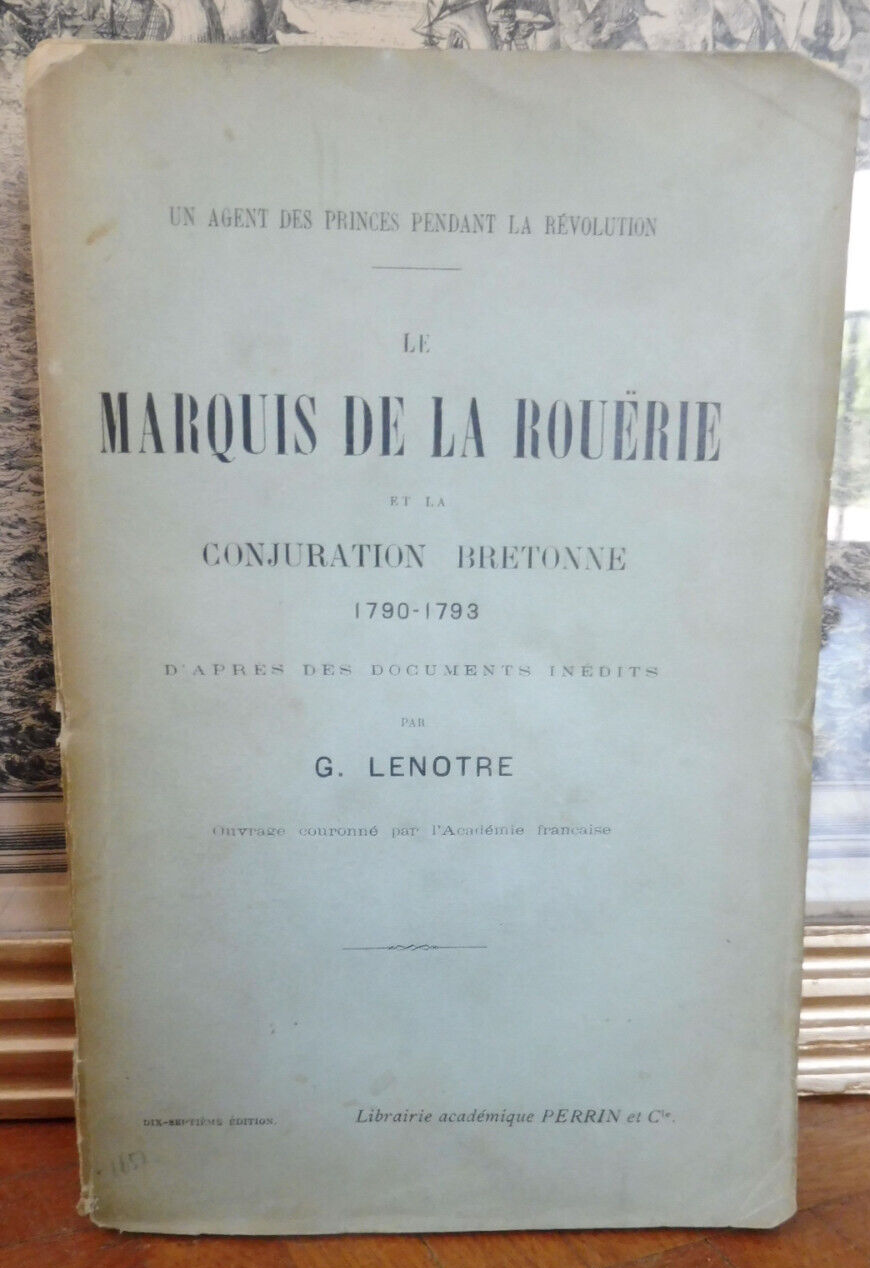 UN AGENT DES PRINCES PENDANT LA RÉVOLUTION
LE
MARQUIS DE LA ROUËRIE
ET LA
CONJURATION BRETONNE
1790-1793
D'APRÈS DES DOCUMENTS INÉDITS
PAR
G. LENOTRE
Ouvrage couronné par l'Académie française
DIX-SEPTIÈME ÉDITION.
Librairie académique PERRIN et Cie.